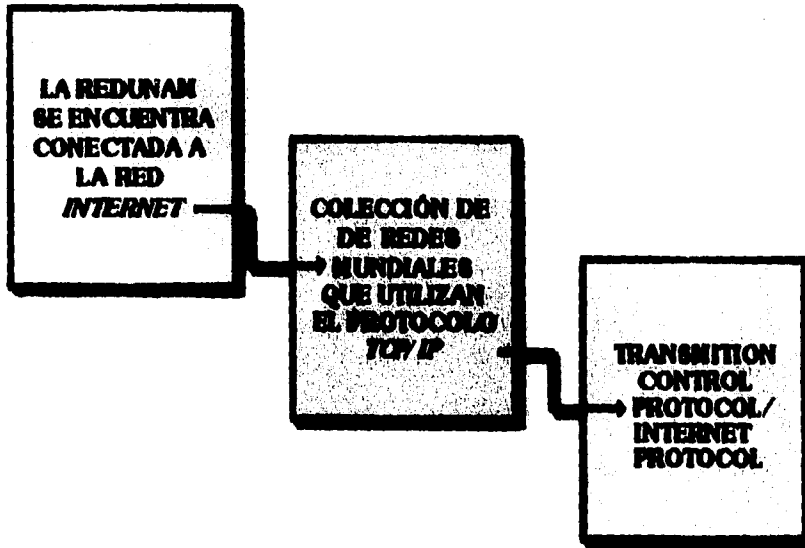 LA REDUNAM
SE ENCUENTRA
CONECTADA A
LA RED
INTERNET
COLECCIÓN DE
DE REDES
MUNDIALES
QUE UTILIZAN
EL PROTOCOLO
TCP/IP
TRANSMITION
CONTROL
PROTOCOL/
INTERNET
PROTOCOL